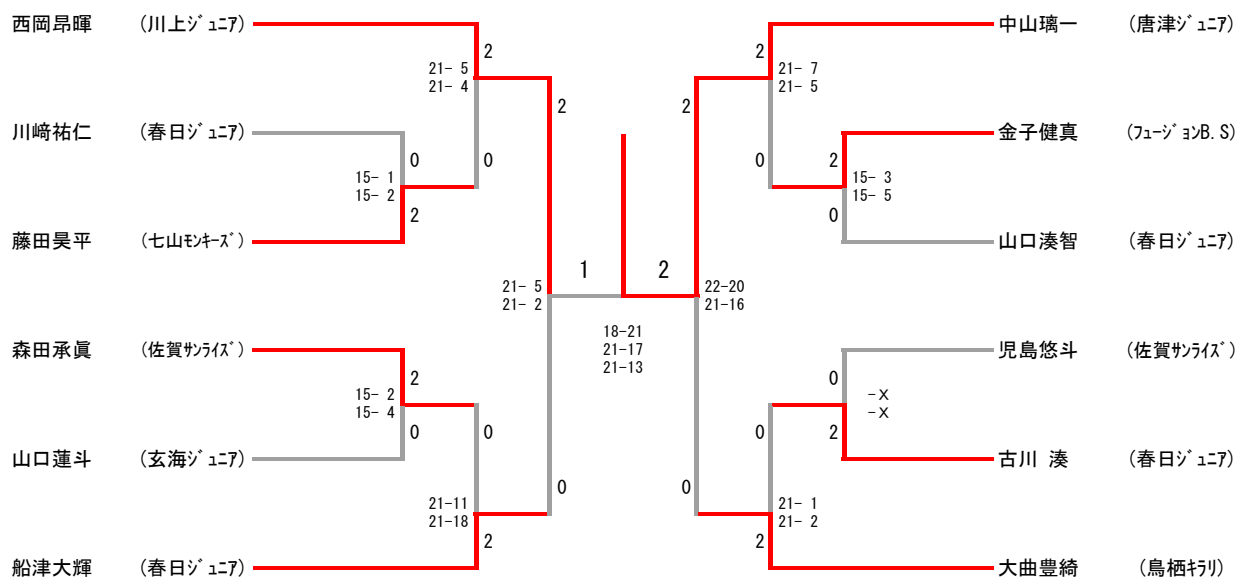 西岡昂暉 (川上ｼﾞｭﾆｱ) 中山璃一 (唐津ｼﾞｭﾆｱ)
2 2
21- 5 21- 7
21- 4 21- 5
2 2
川﨑祐仁 (春日ｼﾞｭﾆｱ) 金子健真 (ﾌｭｰｼﾞｮﾝB.S)
0 0 0 2
15- 1 15- 3
15- 2 15- 5
2 0
藤田昊平 (七山ﾓﾝｷｰｽﾞ) 山口湊智 (春日ｼﾞｭﾆｱ)
1 2
21- 5 22-20
21- 2 21-16
18-21
21-17
21-13
森田承眞 (佐賀ｻﾝﾗｲｽﾞ) 児島悠斗 (佐賀ｻﾝﾗｲｽﾞ)
2 0
15- 2 -X
15- 4 -X
0 0 0 2
山口蓮斗 (玄海ｼﾞｭﾆｱ) 古川 湊 (春日ｼﾞｭﾆｱ)
0 0
21-11 21- 1
21-18 21- 2
2 2
船津大輝 (春日ｼﾞｭﾆｱ) 大曲豊綺 (鳥栖ｷﾗﾘ)